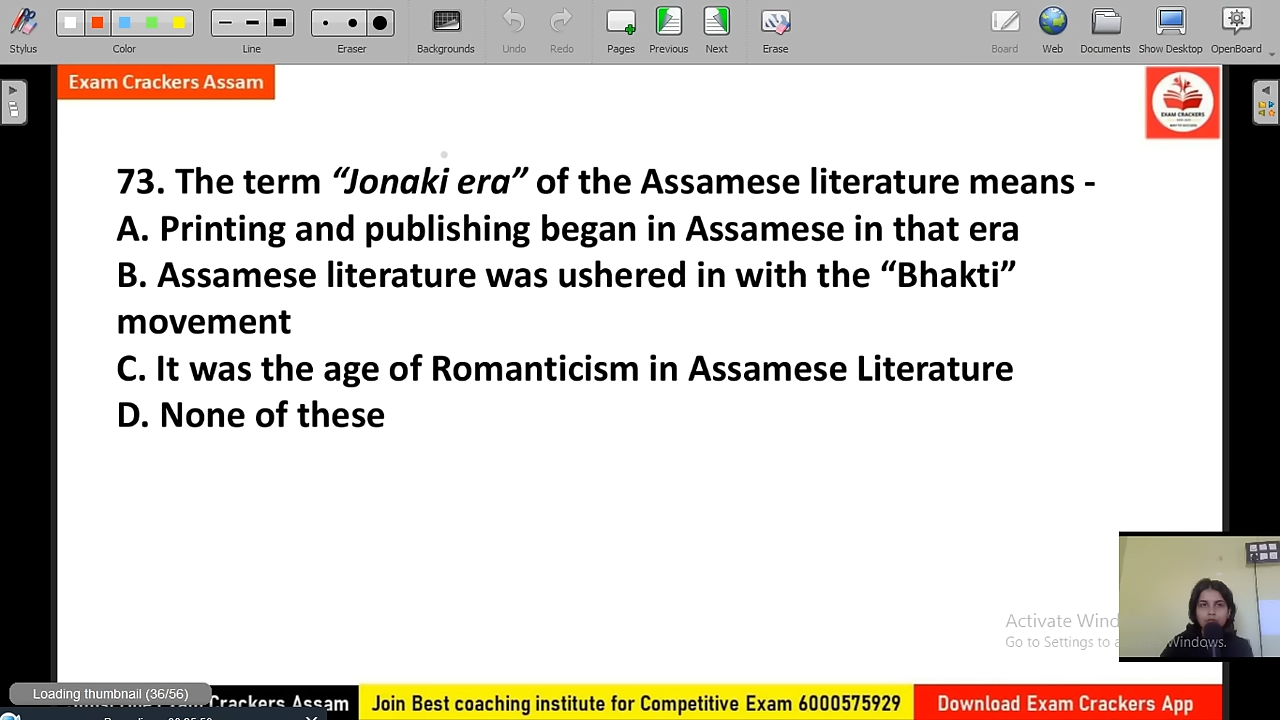 Stylus
Color
Line
Eraser
Backgrounds
Undo
Redo
Pages
Previous
Next
Erase
Board
Web
Documents
Show Desktop
OpenBoard
Exam Crackers Assam
EXAM CRACKERS
73. The term “Jonaki era” of the Assamese literature means -
A. Printing and publishing began in Assamese in that era
B. Assamese literature was ushered in with the “Bhakti”
movement
C. It was the age of Romanticism in Assamese Literature
D. None of these
Activate Wind
Go to Settings to a Windows.
Loading thumbnail (36/56)
Crackers Assam
Join Best coaching institute for Competitive Exam 6000575929
Download Exam Crackers App